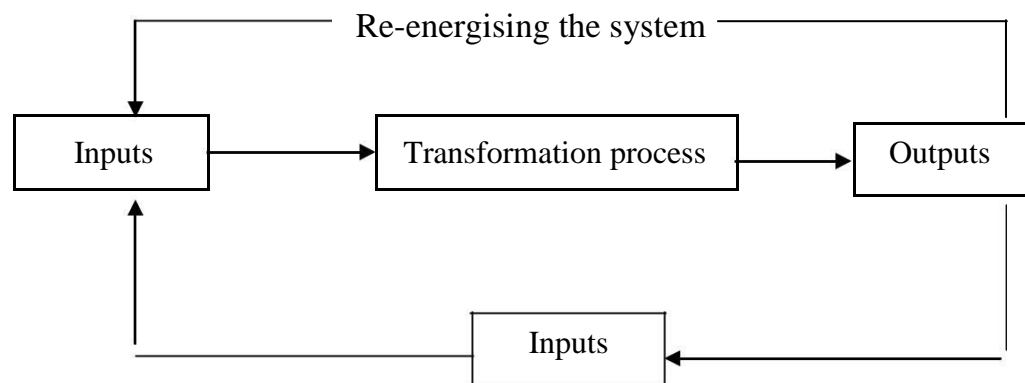 Re-energising the system
Inputs
Transformation process
Outputs
Inputs